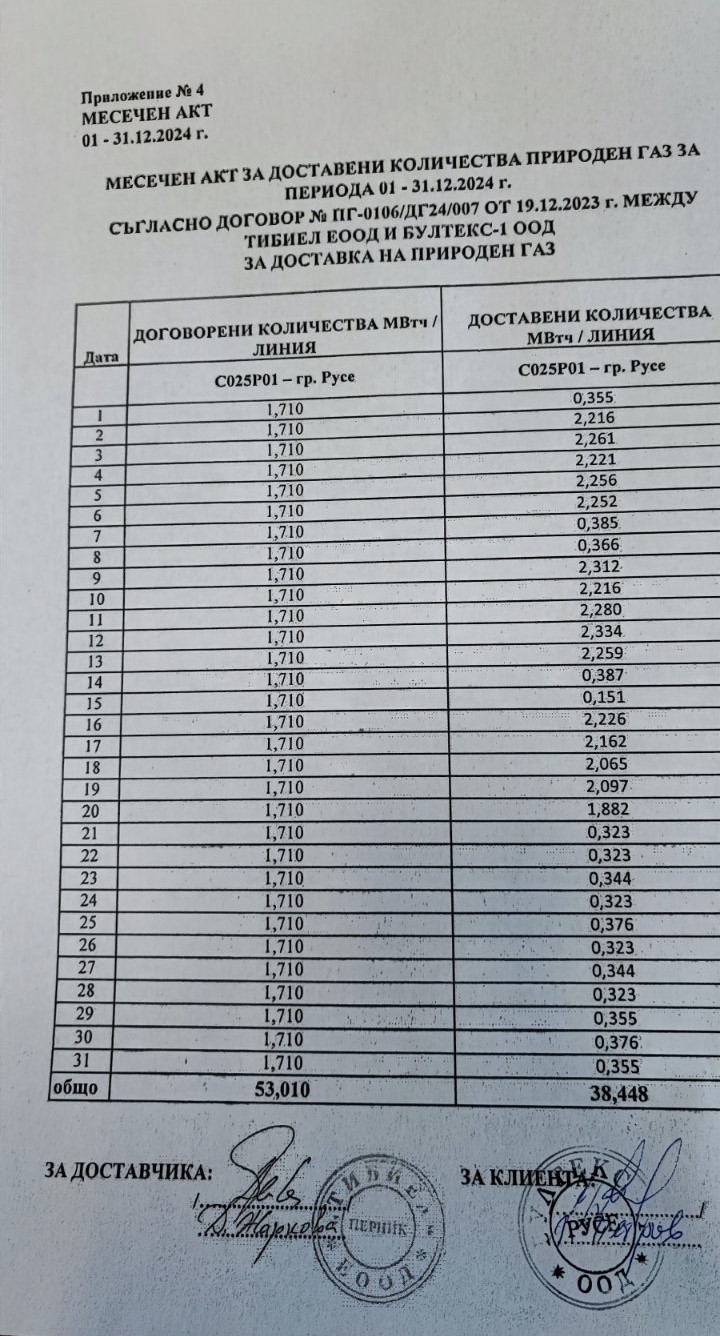 Приложение № 4
МЕСЕЧЕН АКТ
01 - 31.12.2024 г.
МЕСЕЧЕН АКТ ЗА ДОСТАВЕНИ КОЛИЧЕСТВА ПРИРОДЕН ГАЗ ЗА
ПЕРИОДА 01 - 31.12.2024 г.
СЪГЛАСНО ДОГОВОР № ПГ-0106/ДГ24/007 ОТ 19.12.2023 г. МЕЖДУ
ТИБИЕЛ ЕООД И БУЛТЕКС-1 ООД
ЗА ДОСТАВКА НА ПРИРОДЕН ГАЗ
Дата ДОГОВОРЕНИ КОЛИЧЕСТВА МВтч / ЛИНИЯ ДОСТАВЕНИ КОЛИЧЕСТВА МВтч / ЛИНИЯ
С025Р01 – гр. Русе С025Р01 – гр. Русе
1 1,710 0,355
2 1,710 2,216
3 1,710 2,261
4 1,710 2,221
5 1,710 2,256
6 1,710 2,252
7 1,710 0,385
8 1,710 0,366
9 1,710 2,312
10 1,710 2,216
11 1,710 2,280
12 1,710 2,334
13 1,710 2,259
14 1,710 0,387
15 1,710 0,151
16 1,710 2,226
17 1,710 2,162
18 1,710 2,065
19 1,710 2,097
20 1,710 1,882
21 1,710 0,323
22 1,710 0,323
23 1,710 0,344
24 1,710 0,323
25 1,710 0,376
26 1,710 0,323
27 1,710 0,344
28 1,710 0,323
29 1,710 0,355
30 1,710 0,376
31 1,710 0,355
общо 53,010 38,448
ЗА ДОСТАВЧИКА: ЗА КЛИЕНТА:
Д. Жаркова
ТИБИЕЛ
ПЕРНИК
ЕООД
РУСЕ
ООД